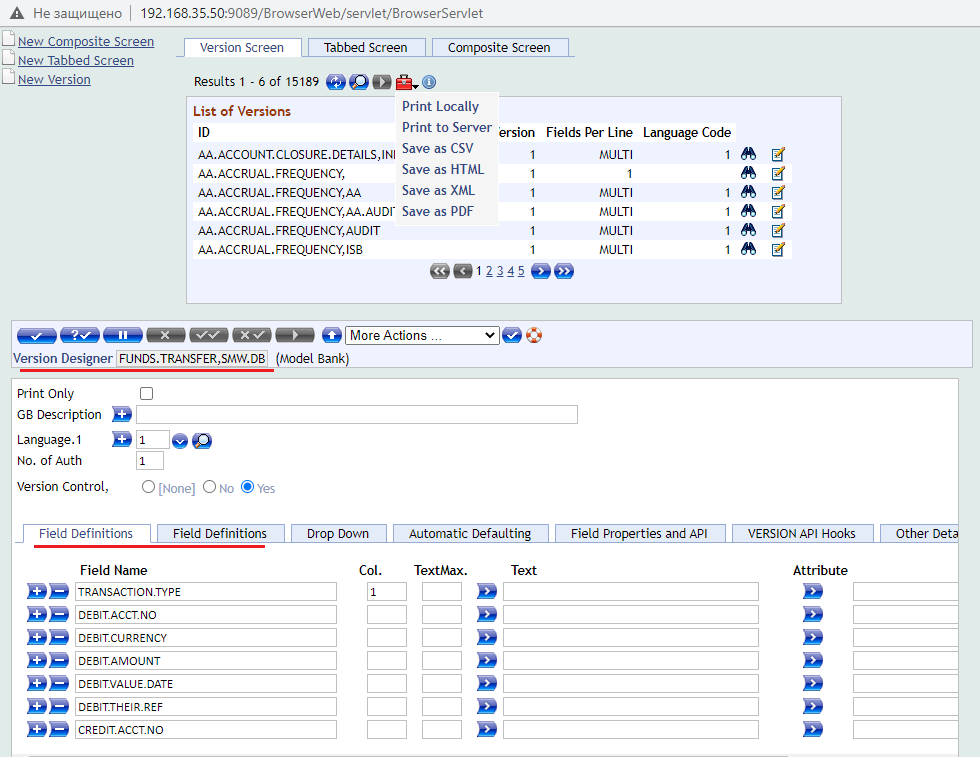 Не защищено 192.168.35.50:9089/BrowserWeb/servlet/BrowserServlet
New Composite Screen
New Tabbed Screen
New Version
Version Screen Tabbed Screen Composite Screen
Results 1 - 6 of 15189
List of Versions
Print Locally
Print to Server
Save as CSV
Save as HTML
Save as XML
Save as PDF
ID ersion Fields Per Line Language Code
AA.ACCOUNT.CLOSURE.DETAILS,IN 1 MULTI 1
AA.ACCRUAL.FREQUENCY, 1 1
AA.ACCRUAL.FREQUENCY,AA 1 MULTI 1
AA.ACCRUAL.FREQUENCY,AA.AUDI 1 MULTI 1
AA.ACCRUAL.FREQUENCY,AUDIT 1 MULTI 1
AA.ACCRUAL.FREQUENCY,ISB 1 MULTI 1
1 2 3 4 5
More Actions ...
Version Designer FUNDS.TRANSFER,SMW.DB (Model Bank)
Print Only
GB Description
Language.1 1
No. of Auth 1
Version Control, [None] No Yes
Field Definitions Field Definitions Drop Down Automatic Defaulting Field Properties and API VERSION API Hooks Other Deta
Field Name Col. TextMax. Text Attribute
TRANSACTION.TYPE 1
DEBIT.ACCT.NO
DEBIT.CURRENCY
DEBIT.AMOUNT
DEBIT.VALUE.DATE
DEBIT.THEIR.REF
CREDIT.ACCT.NO